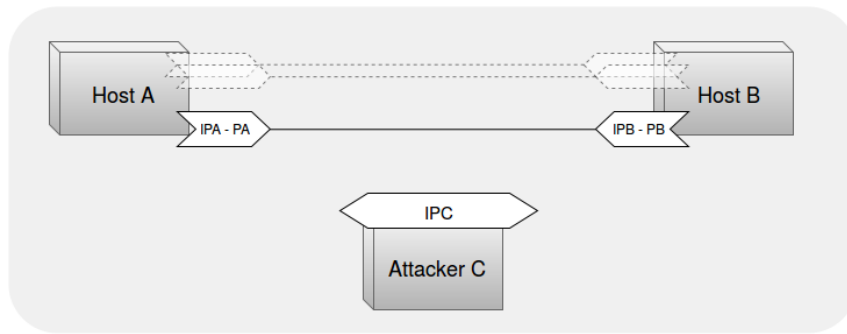 Host A
Host B
IPA - PA
IPB - PB
IPC
Attacker C